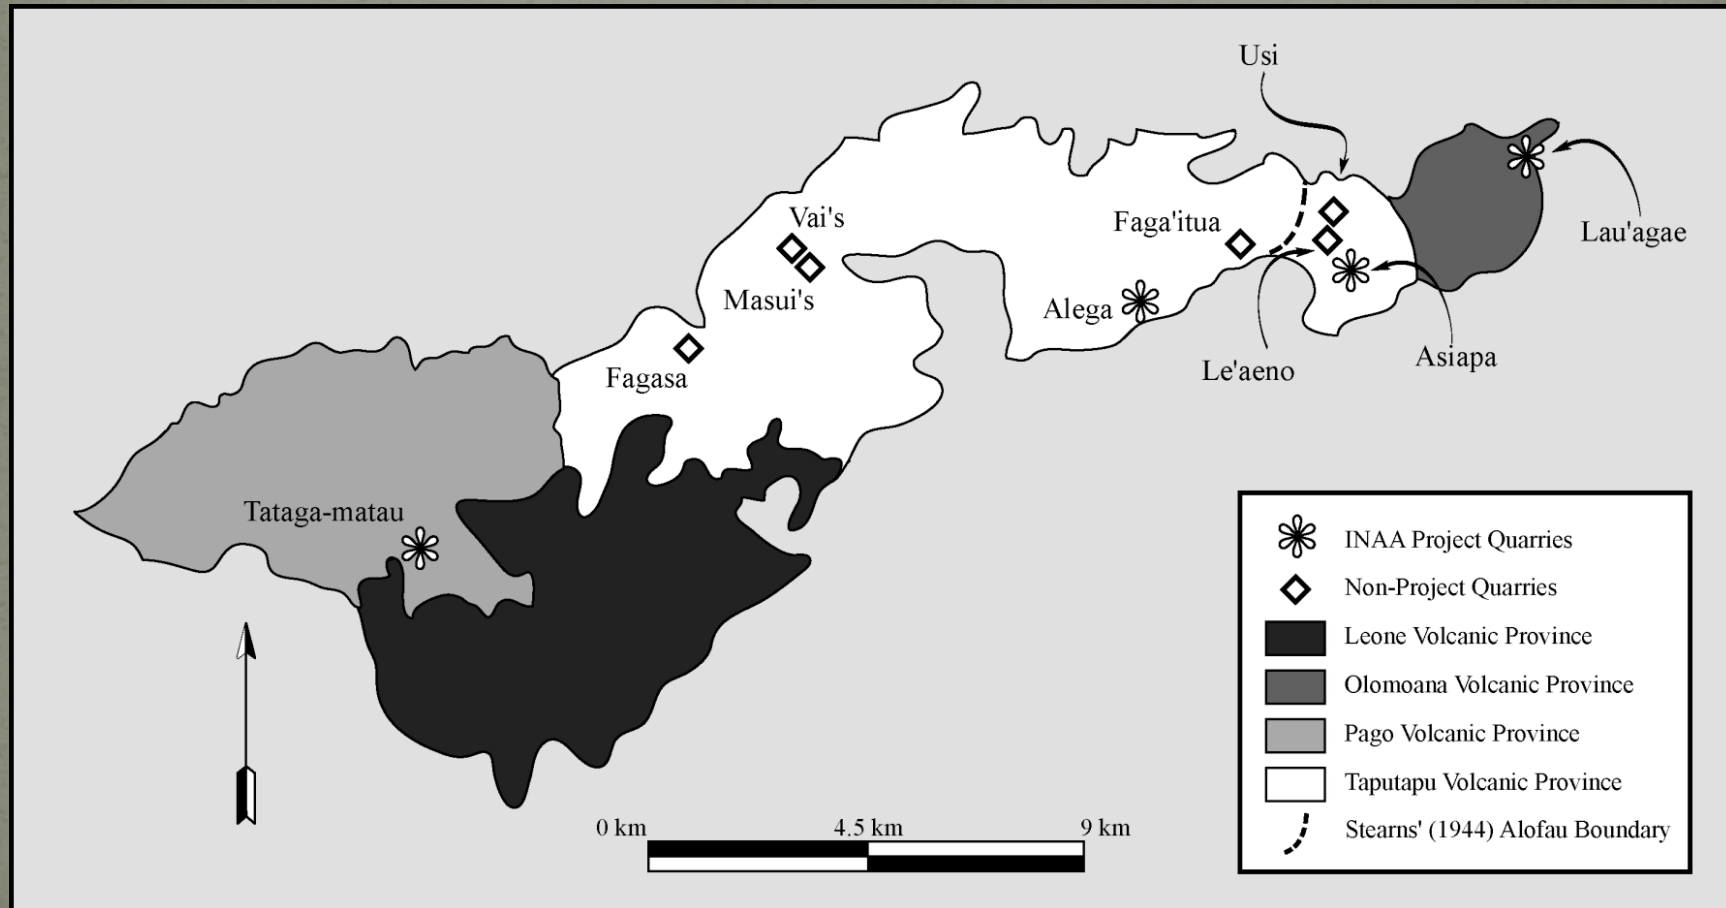 Usi
Vai's
Faga'itua
Lau'agae
Masui's
Alega
Asiapa
Le'aeno
Fagasa
Tataga-matau
INAA Project Quarries
Non-Project Quarries
Leone Volcanic Province
Olomoana Volcanic Province
Pago Volcanic Province
Taputapu Volcanic Province
Stearns' (1944) Alofau Boundary
0 km 4.5 km 9 km